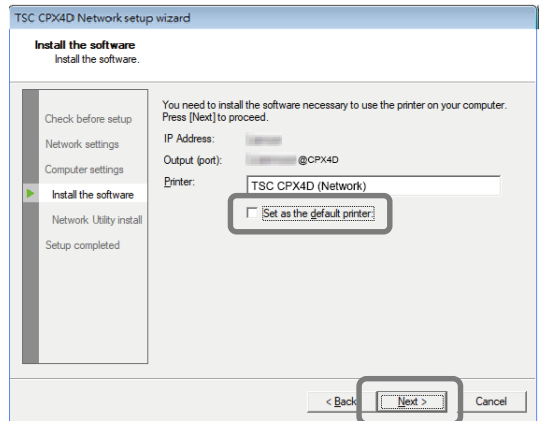 TSC CPX4D Network setup wizard
Install the software
Install the software.
Check before setup
Network settings
Computer settings
Install the software
Network Utility install
Setup completed
You need to install the software necessary to use the printer on your computer.
Press [Next] to proceed.
IP Address:
Output (port): @CPX4D
Printer: TSC CPX4D (Network)
Set as the default printer:
< Back Next > Cancel